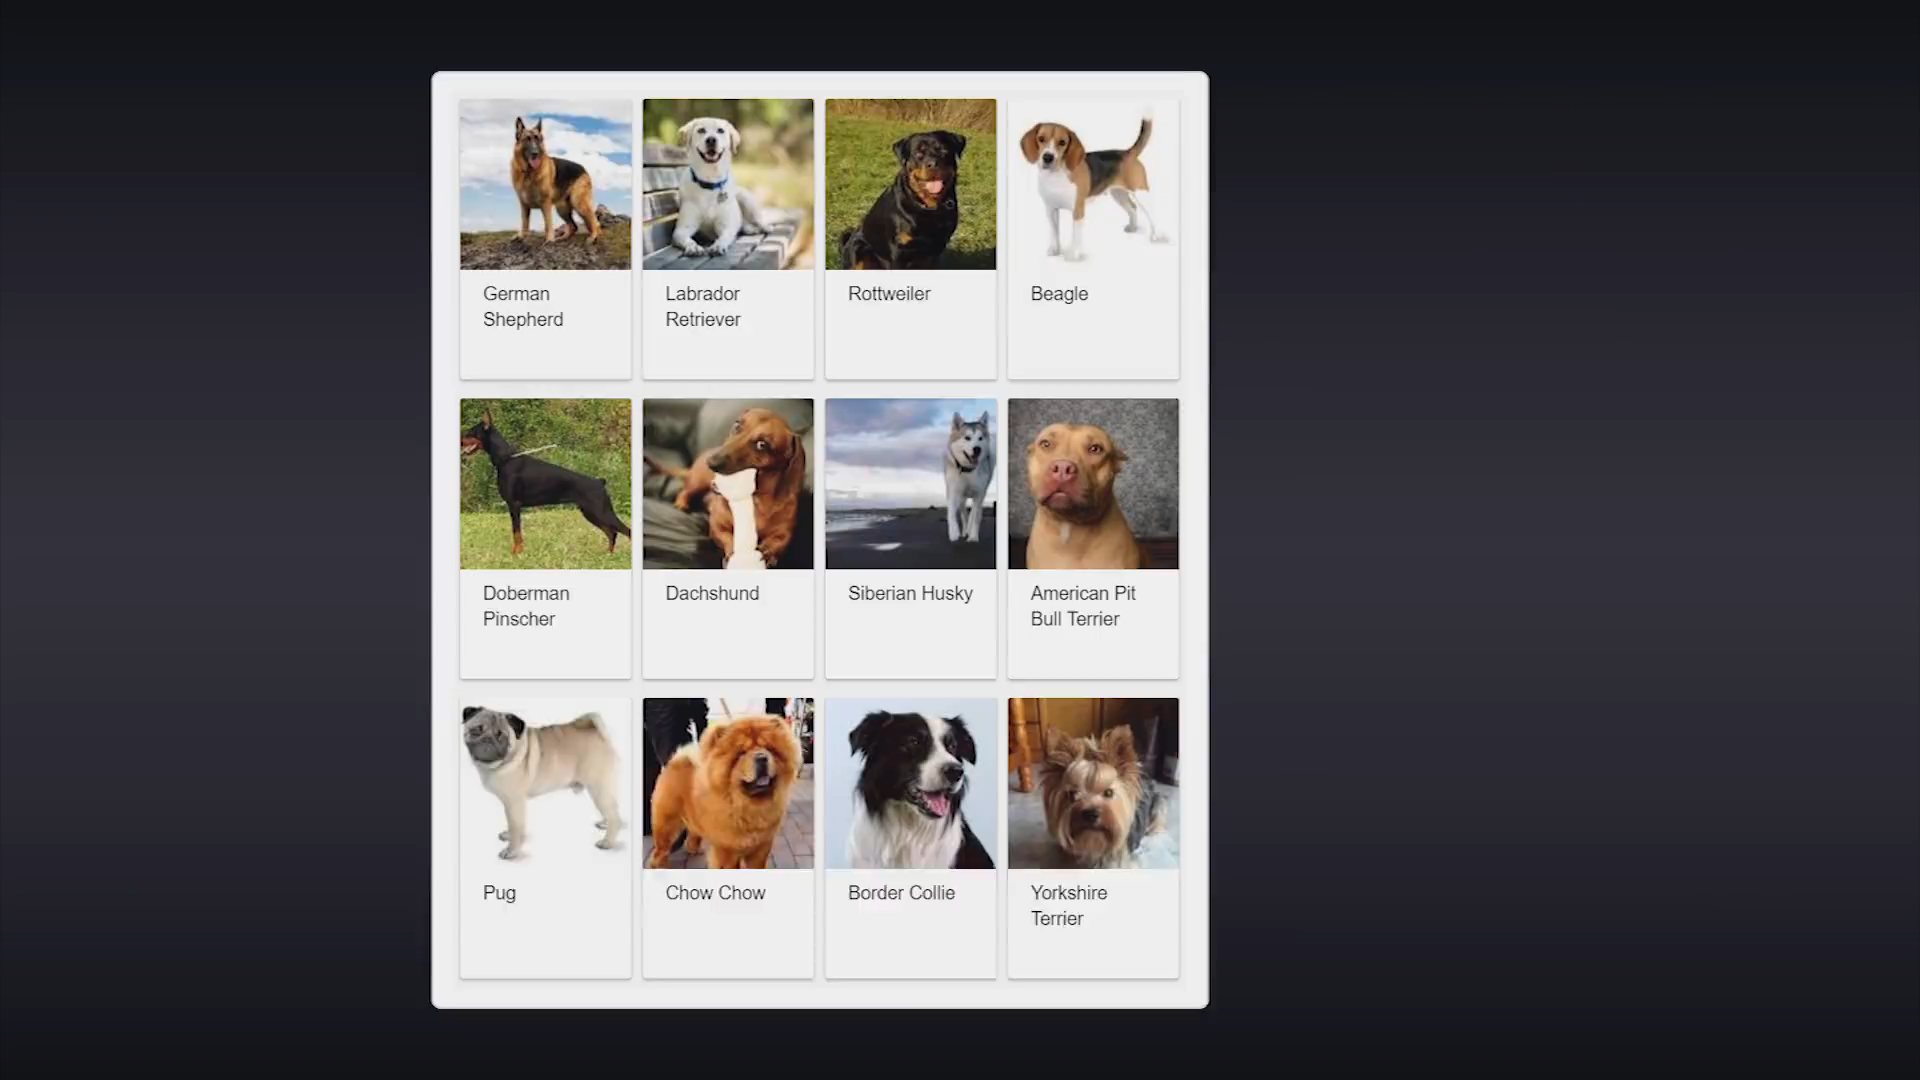 German
Shepherd
Labrador
Retriever
Rottweiler
Beagle
Doberman
Pinscher
Dachshund
Siberian Husky
American Pit
Bull Terrier
Pug
Chow Chow
Border Collie
Yorkshire
Terrier